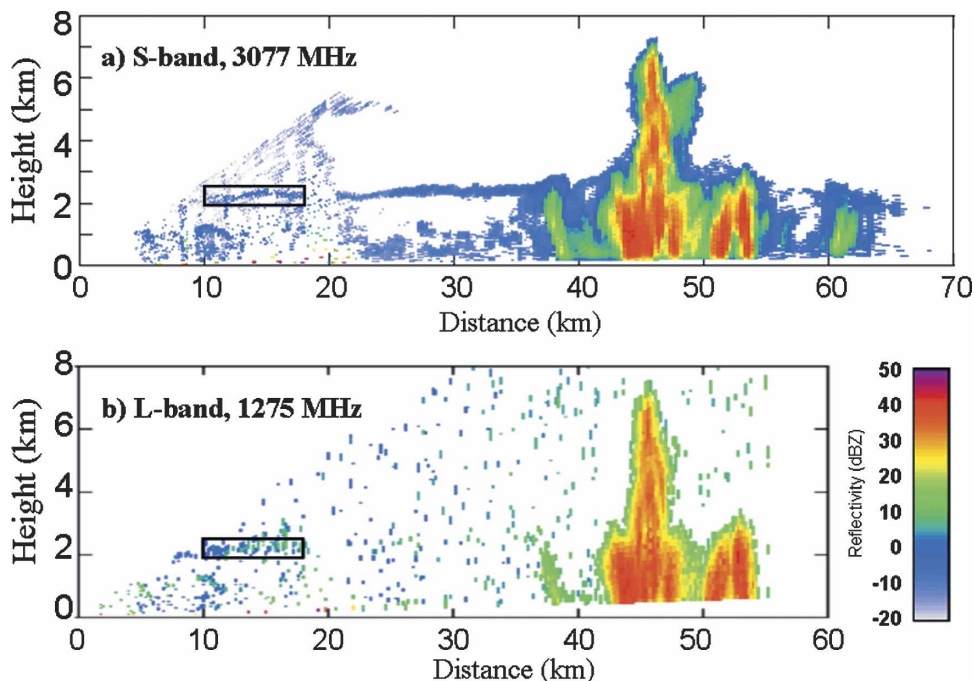 8
a) S-band, 3077 MHz
6
4
2
0
Height (km)
0 10 20 30 40 50 60 70
Distance (km)
8
b) L-band, 1275 MHz
6
4
2
0
Height (km)
0 10 20 30 40 50 60
Distance (km)
50
40
30
20
10
0
-10
-20
Reflectivity (dBZ)